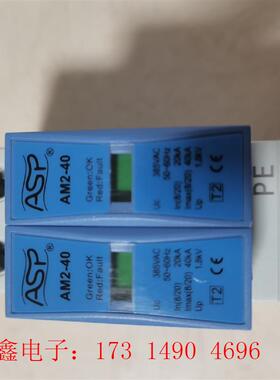 ASP®
AM2-40
Green:OK
Red:Fault
Uc 385VAC
50~60Hz
In(8/20) 20kA
Imax(8/20) 40kA
Up 1.8kV
T2
PE
ASP®
AM2-40
Green:OK
Red:Fault
Uc 385VAC
50~60Hz
In(8/20) 20kA
Imax(8/20) 40kA
Up 1.8kV
T2
鑫电子：173 1490 4696